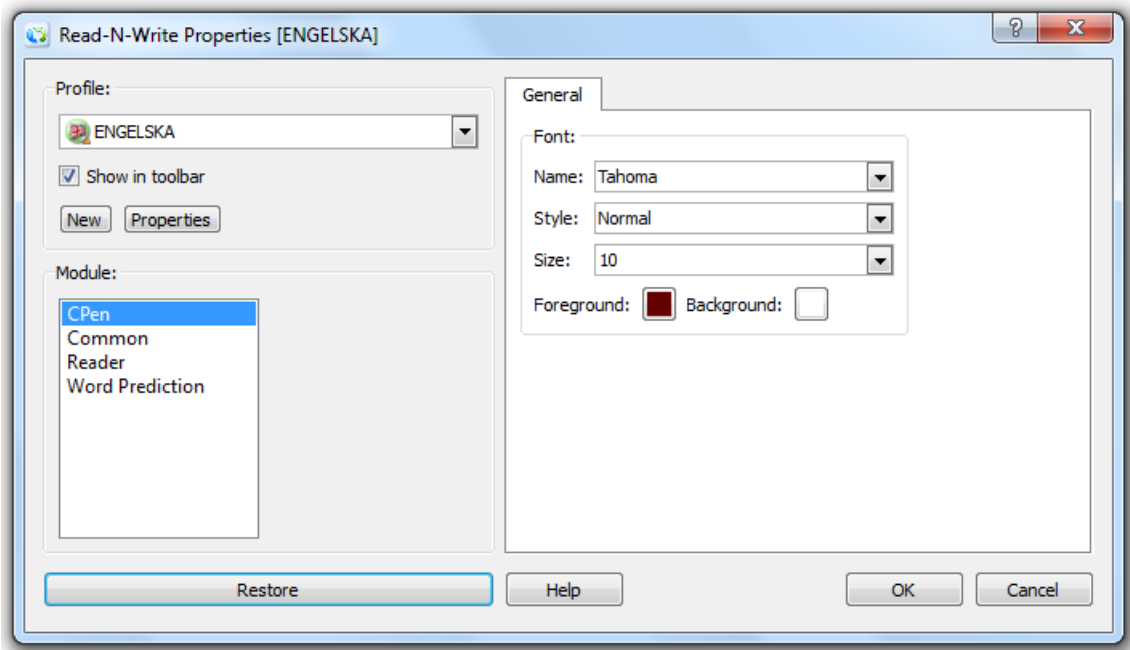 Read-N-Write Properties [ENGELSKA]
Profile:
ENGELSKA
Show in toolbar
New Properties
Module:
CPen
Common
Reader
Word Prediction
General
Font:
Name: Tahoma
Style: Normal
Size: 10
Foreground: Background:
Restore Help OK Cancel